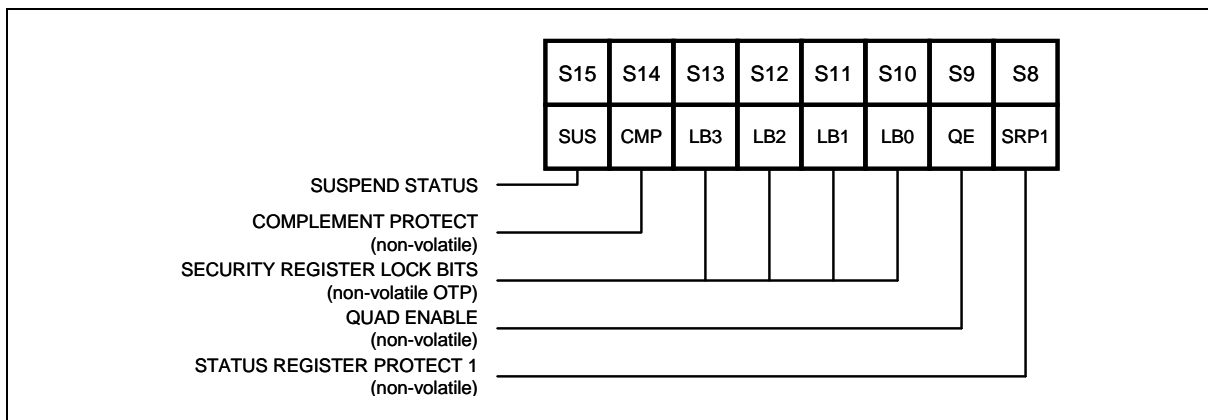 S15 S14 S13 S12 S11 S10 S9 S8
SUS CMP LB3 LB2 LB1 LB0 QE SRP1
SUSPEND STATUS
COMPLEMENT PROTECT
(non-volatile)
SECURITY REGISTER LOCK BITS
(non-volatile OTP)
QUAD ENABLE
(non-volatile)
STATUS REGISTER PROTECT 1
(non-volatile)